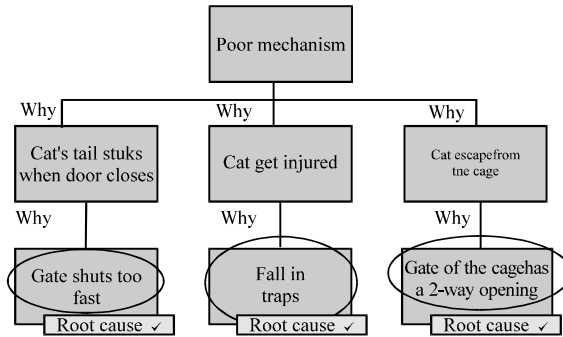 Poor mechanism
Why
Why
Why
Cat's tail stuks
when door closes
Cat get injured
Cat escapefrom
tne cage
Why
Why
Why
Gate shuts too
fast
Fall in
traps
Gate of the cagehas
a 2-way opening
Root cause ✓
Root cause ✓
Root cause ✓